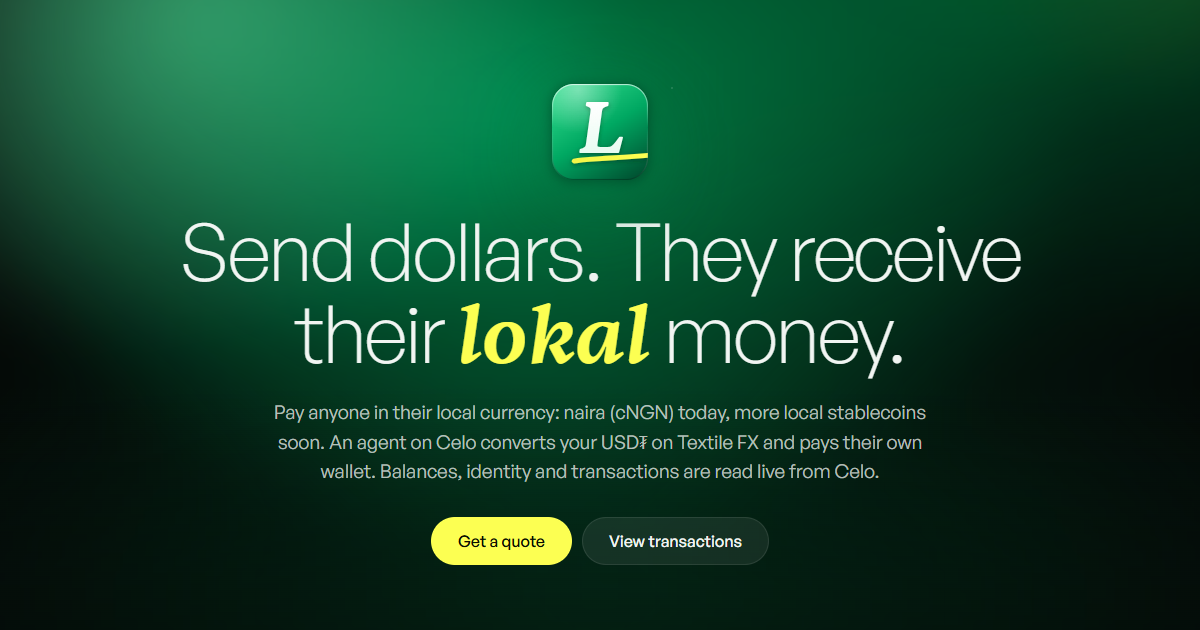 L
Send dollars. They receive
their lokal money.
Pay anyone in their local currency: naira (cNGN) today, more local stablecoins
soon. An agent on Celo converts your USD₮ on Textile FX and pays their own
wallet. Balances, identity and transactions are read live from Celo.
Get a quote
View transactions